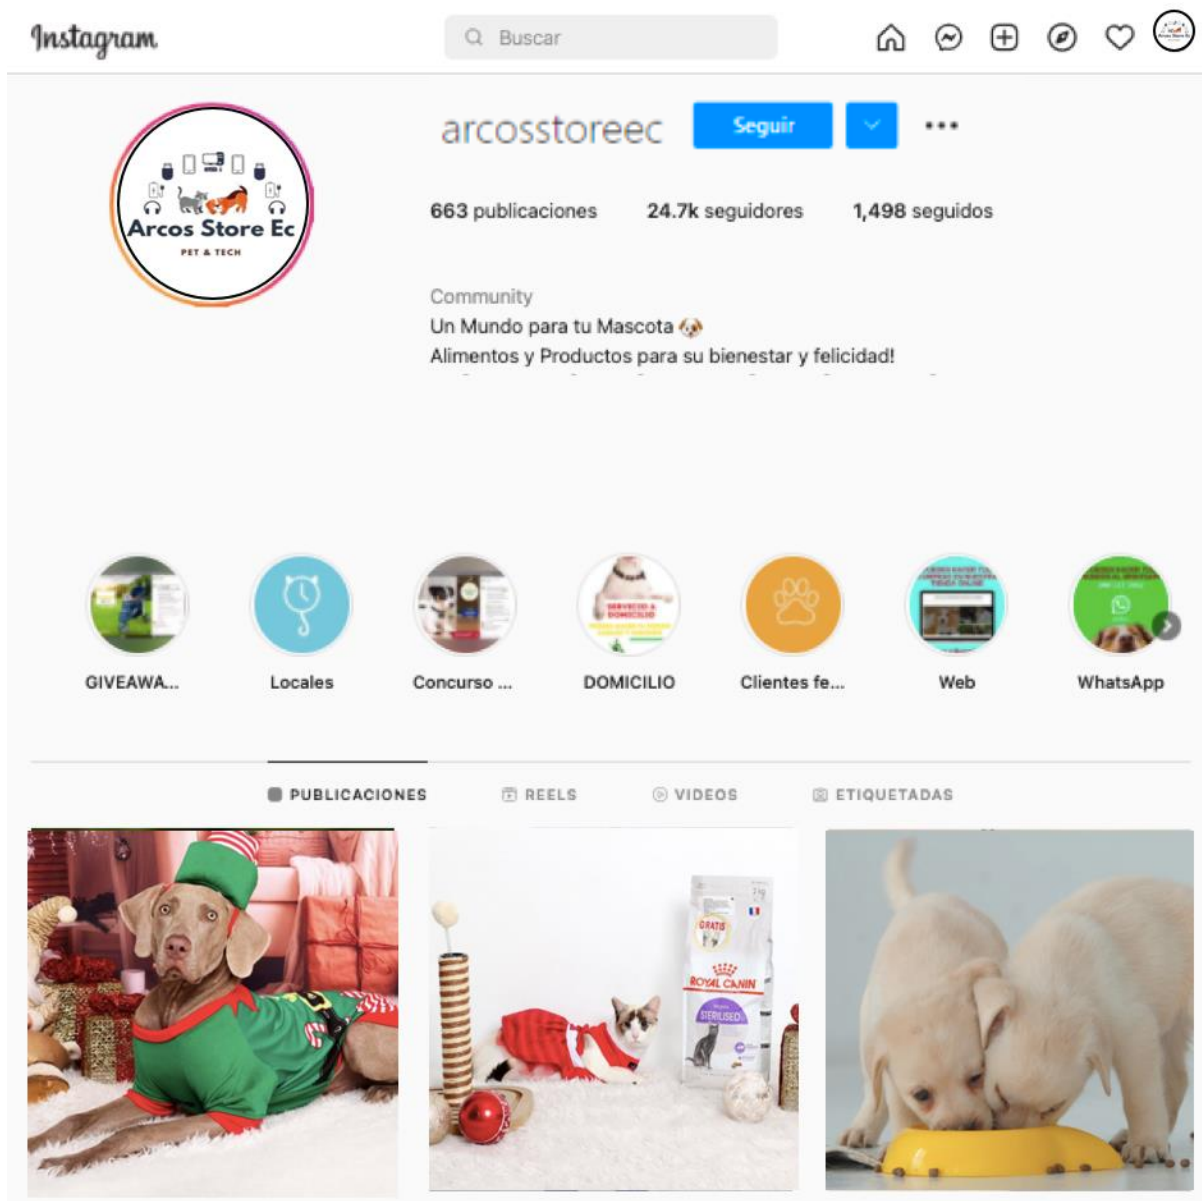 Instagram
Buscar
arcosstoreec Seguir
Arcos Store Ec
PET & TECH
663 publicaciones 24.7k seguidores 1,498 seguidos
Community
Un Mundo para tu Mascota
Alimentos y Productos para su bienestar y felicidad!
SERVICIO A
DOMICILIO
GIVEAWA... Locales Concurso ... DOMICILIO Clientes fe... Web WhatsApp
PUBLICACIONES REELS VIDEOS ETIQUETADAS
GRATIS
ROYAL CANIN
STERILISED